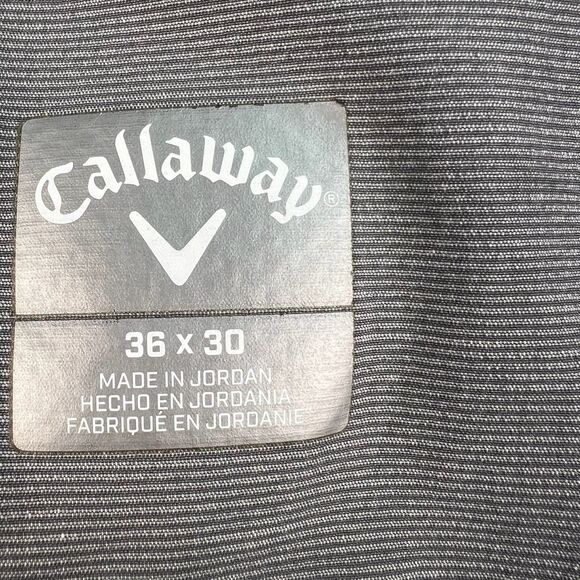 Callaway®
36 X 30
MADE IN JORDAN
HECHO EN JORDANIA
FABRIQUÉ EN JORDANIE